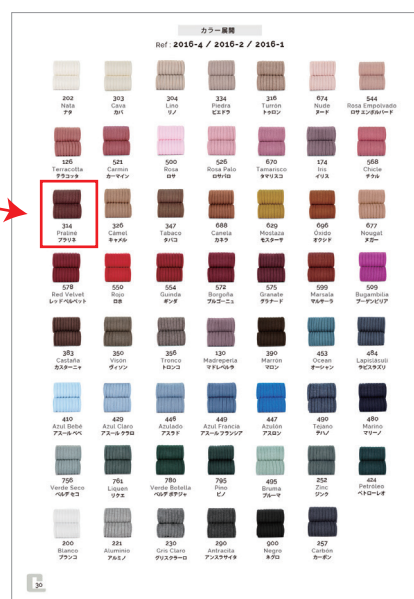 カラー展開
Ref : 2016-4 / 2016-2 / 2016-1
202 303 304 334 316 674 544
Nata Cava Lino Piedra Turrón Nude Rosa Empolvado
ナタ カバ リノ ピエドラ トゥロン ヌード ロサ エンポルバード
126 521 500 526 670 174 568
Terracotta Carmin Rosa Rosa Palo Tamarisco Iris Chicle
テラコッタ カーマイン ロサ ロサパロ タマリスコ イリス チクル
314 326 347 688 629 696 677
Praliné Camel Tabaco Canela Mostaza Oxido Nougat
プラリネ キャメル タバコ カネラ モスターサ オクシド ヌガー
578 550 554 572 575 599 509
Red Velvet Rojo Guinda Borgoña Granate Marsala Bugambilia
レッドベルベット ロホ ギンダ ブルゴーニュ グラナード マルサーラ ブーゲンビリア
383 350 356 130 390 453 484
Castaña Visón Tronco Madreperla Marron Ocean Lapislásuli
カスターニャ ヴィソン トロンコ マドレペルラ マロン オーシャン ラピスラズリ
410 429 446 449 447 490 480
Azul Bebé Azul Claro Azulado Azul Francia Azulón Tejano Marino
アスール ベベ アスール クラロ アスラド アスール フランシア アスロン テハノ マリーノ
756 761 780 795 495 252 424
Verde Seco Liquen Verde Botella Pino Bruma Zinc Petróleo
ベルデ セコ リケエ ベルデ ボテジャ ピノ ブルーマ ジンク ペトローレオ
200 221 230 290 900 257
Blanco Aluminio Gris Claro Antracita Negro Carbón
ブランコ アルミノ グリスクラーロ アンスラサイタ ネグロ カーボン
30